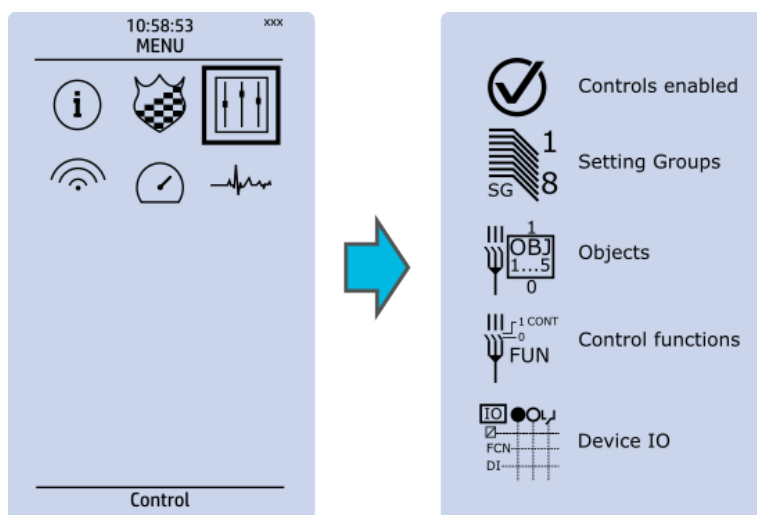 10:58:53
xxx
MENU
i
Control
Controls enabled
1
SG 8
Setting Groups
1
OBJ
1...5
0
Objects
1 CONT
0
FUN
Control functions
IO
FCN
DI
Device IO